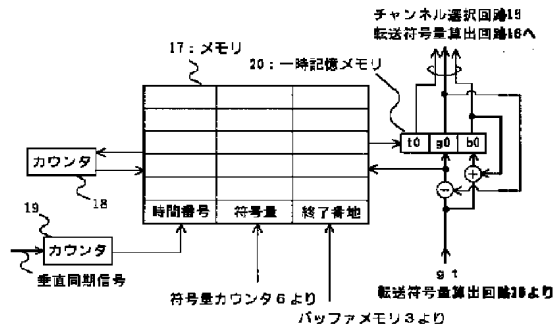 チャンネル選択回路15
転送符号量算出回路16へ
17：メモリ
20：一時記憶メモリ
t0 g0 b0
カウンタ
18
19
カウンタ
時間番号 符号量 終了番地
垂直同期信号
+
−
gt
符号量カウンタ6より
転送符号量算出回路16より
バッファメモリ3より